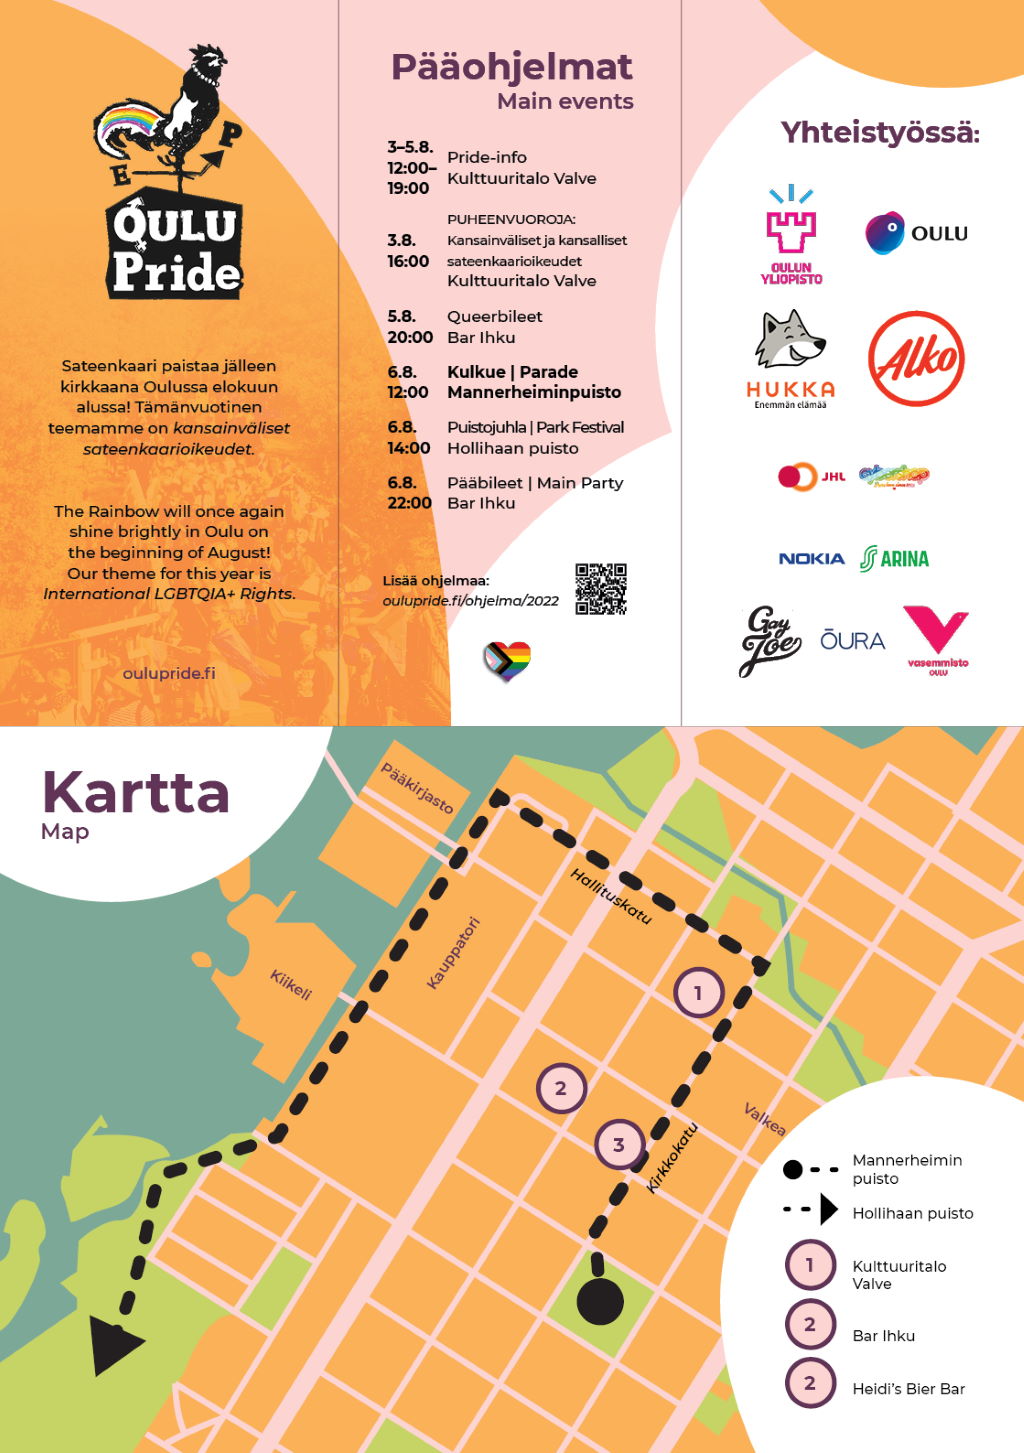 E P
OULU
Pride
Sateenkaari paistaa jälleen
kirkkaana Oulussa elokuun
alussa! Tämänvuotinen
teemamme on kansainväliset
sateenkaarioikeudet.
The Rainbow will once again
shine brightly in Oulu on
the beginning of August!
Our theme for this year is
International LGBTQIA+ Rights.
oulupride.fi
Pääohjelmat
Main events
3–5.8.
12:00–
19:00
Pride-info
Kulttuuritalo Valve
3.8.
16:00
PUHEENVUOROJA:
Kansainväliset ja kansalliset
sateenkaarioikeudet
Kulttuuritalo Valve
5.8.
20:00
Queerbileet
Bar Ihku
6.8.
12:00
Kulkue | Parade
Mannerheiminpuisto
6.8.
14:00
Puistojuhla | Park Festival
Hollihaan puisto
6.8.
22:00
Pääbileet | Main Party
Bar Ihku
Lisää ohjelmaa:
oulupride.fi/ohjelma/2022
Yhteistyössä:
OULUN
YLIOPISTO
OULU
HUKKA
Enemmän elämää
Alko
JHL
NOKIA
ARINA
Gay
Joe
ŌURA
vasemmisto
OULU
Kartta
Map
Pääkirjasto
Hallituskatu
Kauppatori
Kiikeli
1
2
3
Valkea
Kirkkokatu
Mannerheimin
puisto
Hollihaan puisto
1 Kulttuuritalo
Valve
2 Bar Ihku
2 Heidi's Bier Bar